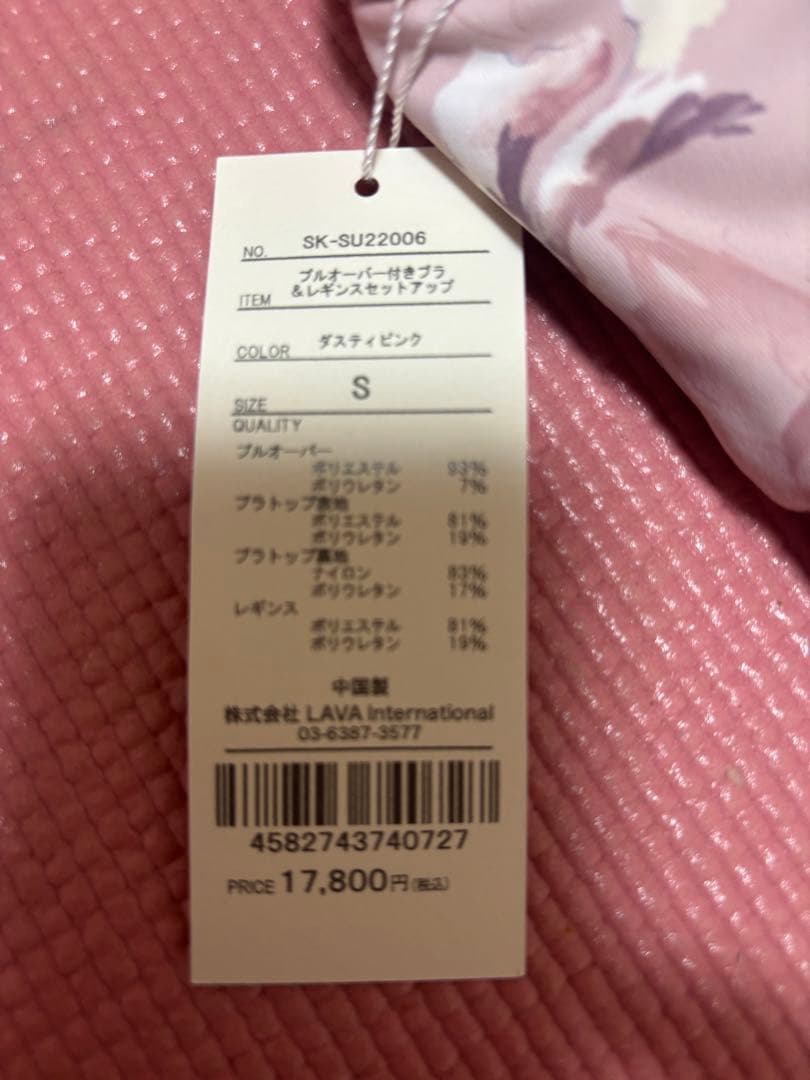 NO. SK-SU22006
プルオーバー付きブラ
ITEM &レギンスセットアップ
COLOR ダスティピンク
SIZE S
QUALITY
プルオーバー
ポリエステル 93%
ポリウレタン 7%
ブラトップ表地
ポリエステル 81%
ポリウレタン 19%
ブラトップ裏地
ナイロン 83%
ポリウレタン 17%
レギンス
ポリエステル 81%
ポリウレタン 19%
中国製
株式会社 LAVA International
03-6387-3577
4582743740727
PRICE 17,800円(税込)